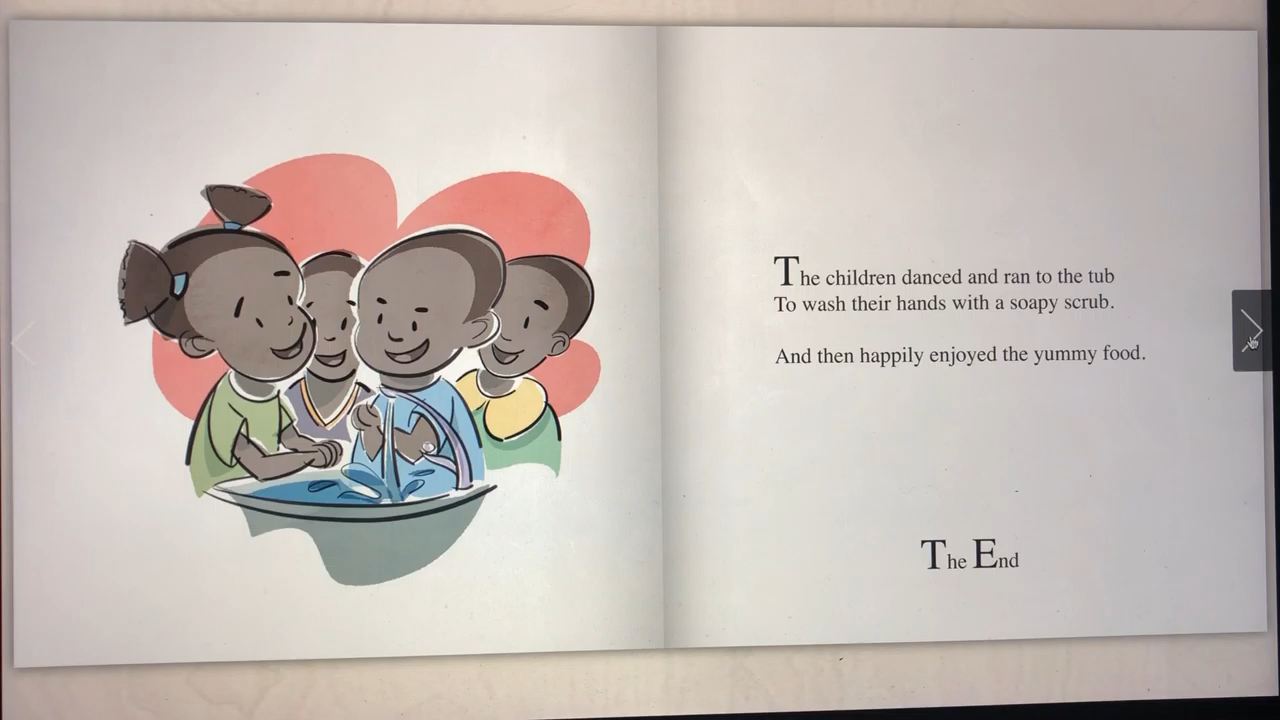 The children danced and ran to the tub
To wash their hands with a soapy scrub.
And then happily enjoyed the yummy food.
The End